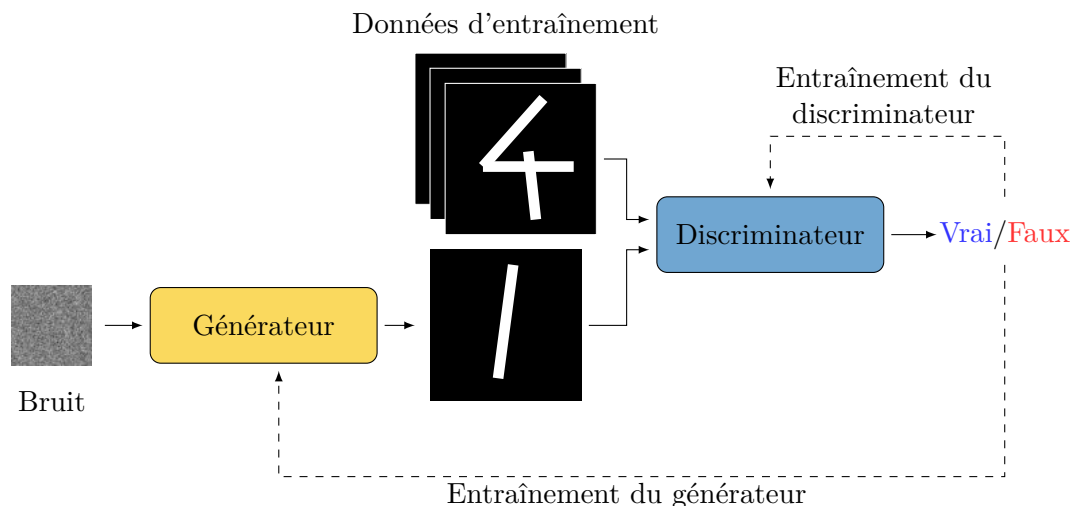 Données d'entraînement
Entraînement du
discriminateur
Discriminateur
Vrai/Faux
Générateur
Bruit
Entraînement du générateur